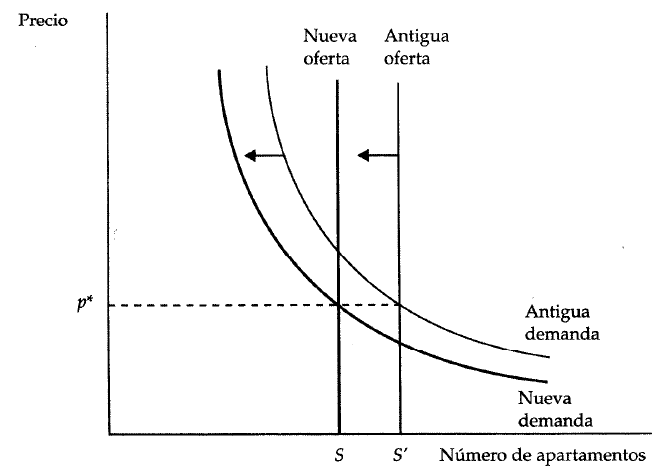 Precio
Nueva
oferta
Antigua
oferta
p*
Antigua
demanda
Nueva
demanda
S
S'
Número de apartamentos